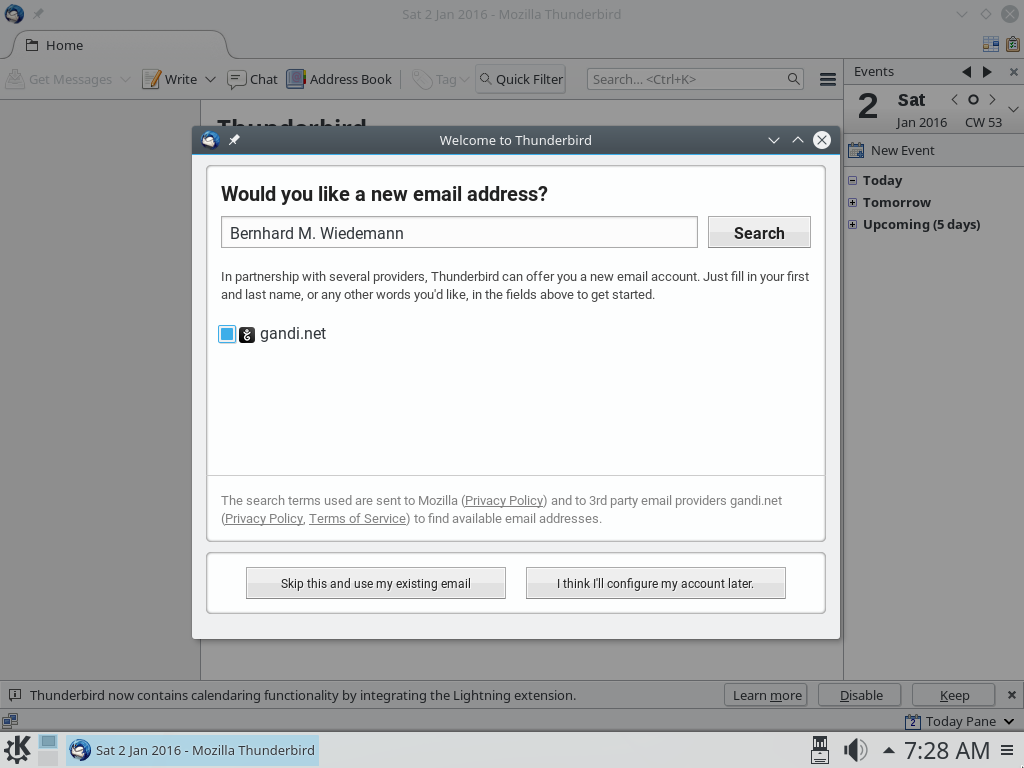 Sat 2 Jan 2016 - Mozilla Thunderbird
Home
Get Messages
Write
Chat
Address Book
Tag
Quick Filter
Search... <Ctrl+K>
Events
2
Sat
Jan 2016
CW 53
New Event
Today
Tomorrow
Upcoming (5 days)
Thunderbird
Welcome to Thunderbird
Would you like a new email address?
Bernhard M. Wiedemann
Search
In partnership with several providers, Thunderbird can offer you a new email account. Just fill in your first
and last name, or any other words you'd like, in the fields above to get started.
gandi.net
The search terms used are sent to Mozilla (Privacy Policy) and to 3rd party email providers gandi.net
(Privacy Policy, Terms of Service) to find available email addresses.
Skip this and use my existing email
I think I'll configure my account later.
Thunderbird now contains calendaring functionality by integrating the Lightning extension.
Learn more
Disable
Keep
2
Today Pane
Sat 2 Jan 2016 - Mozilla Thunderbird
7:28 AM